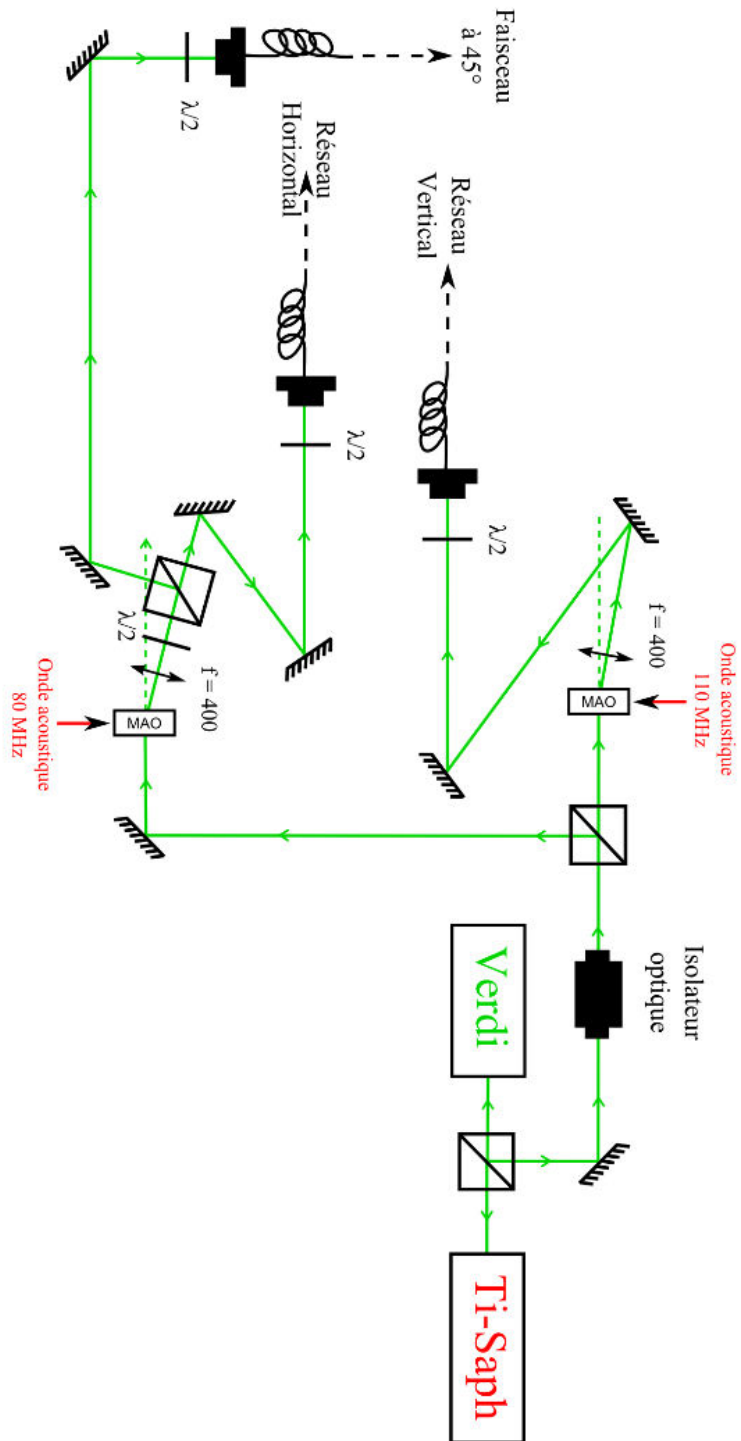 Faisceau
à 45°
λ/2
Réseau
Horizontal
Réseau
Vertical
λ/2
λ/2
λ/2
f = 400
MAO
Onde acoustique
80 MHz
f = 400
MAO
Onde acoustique
110 MHz
Isolateur
optique
Verdi
Ti-Saph